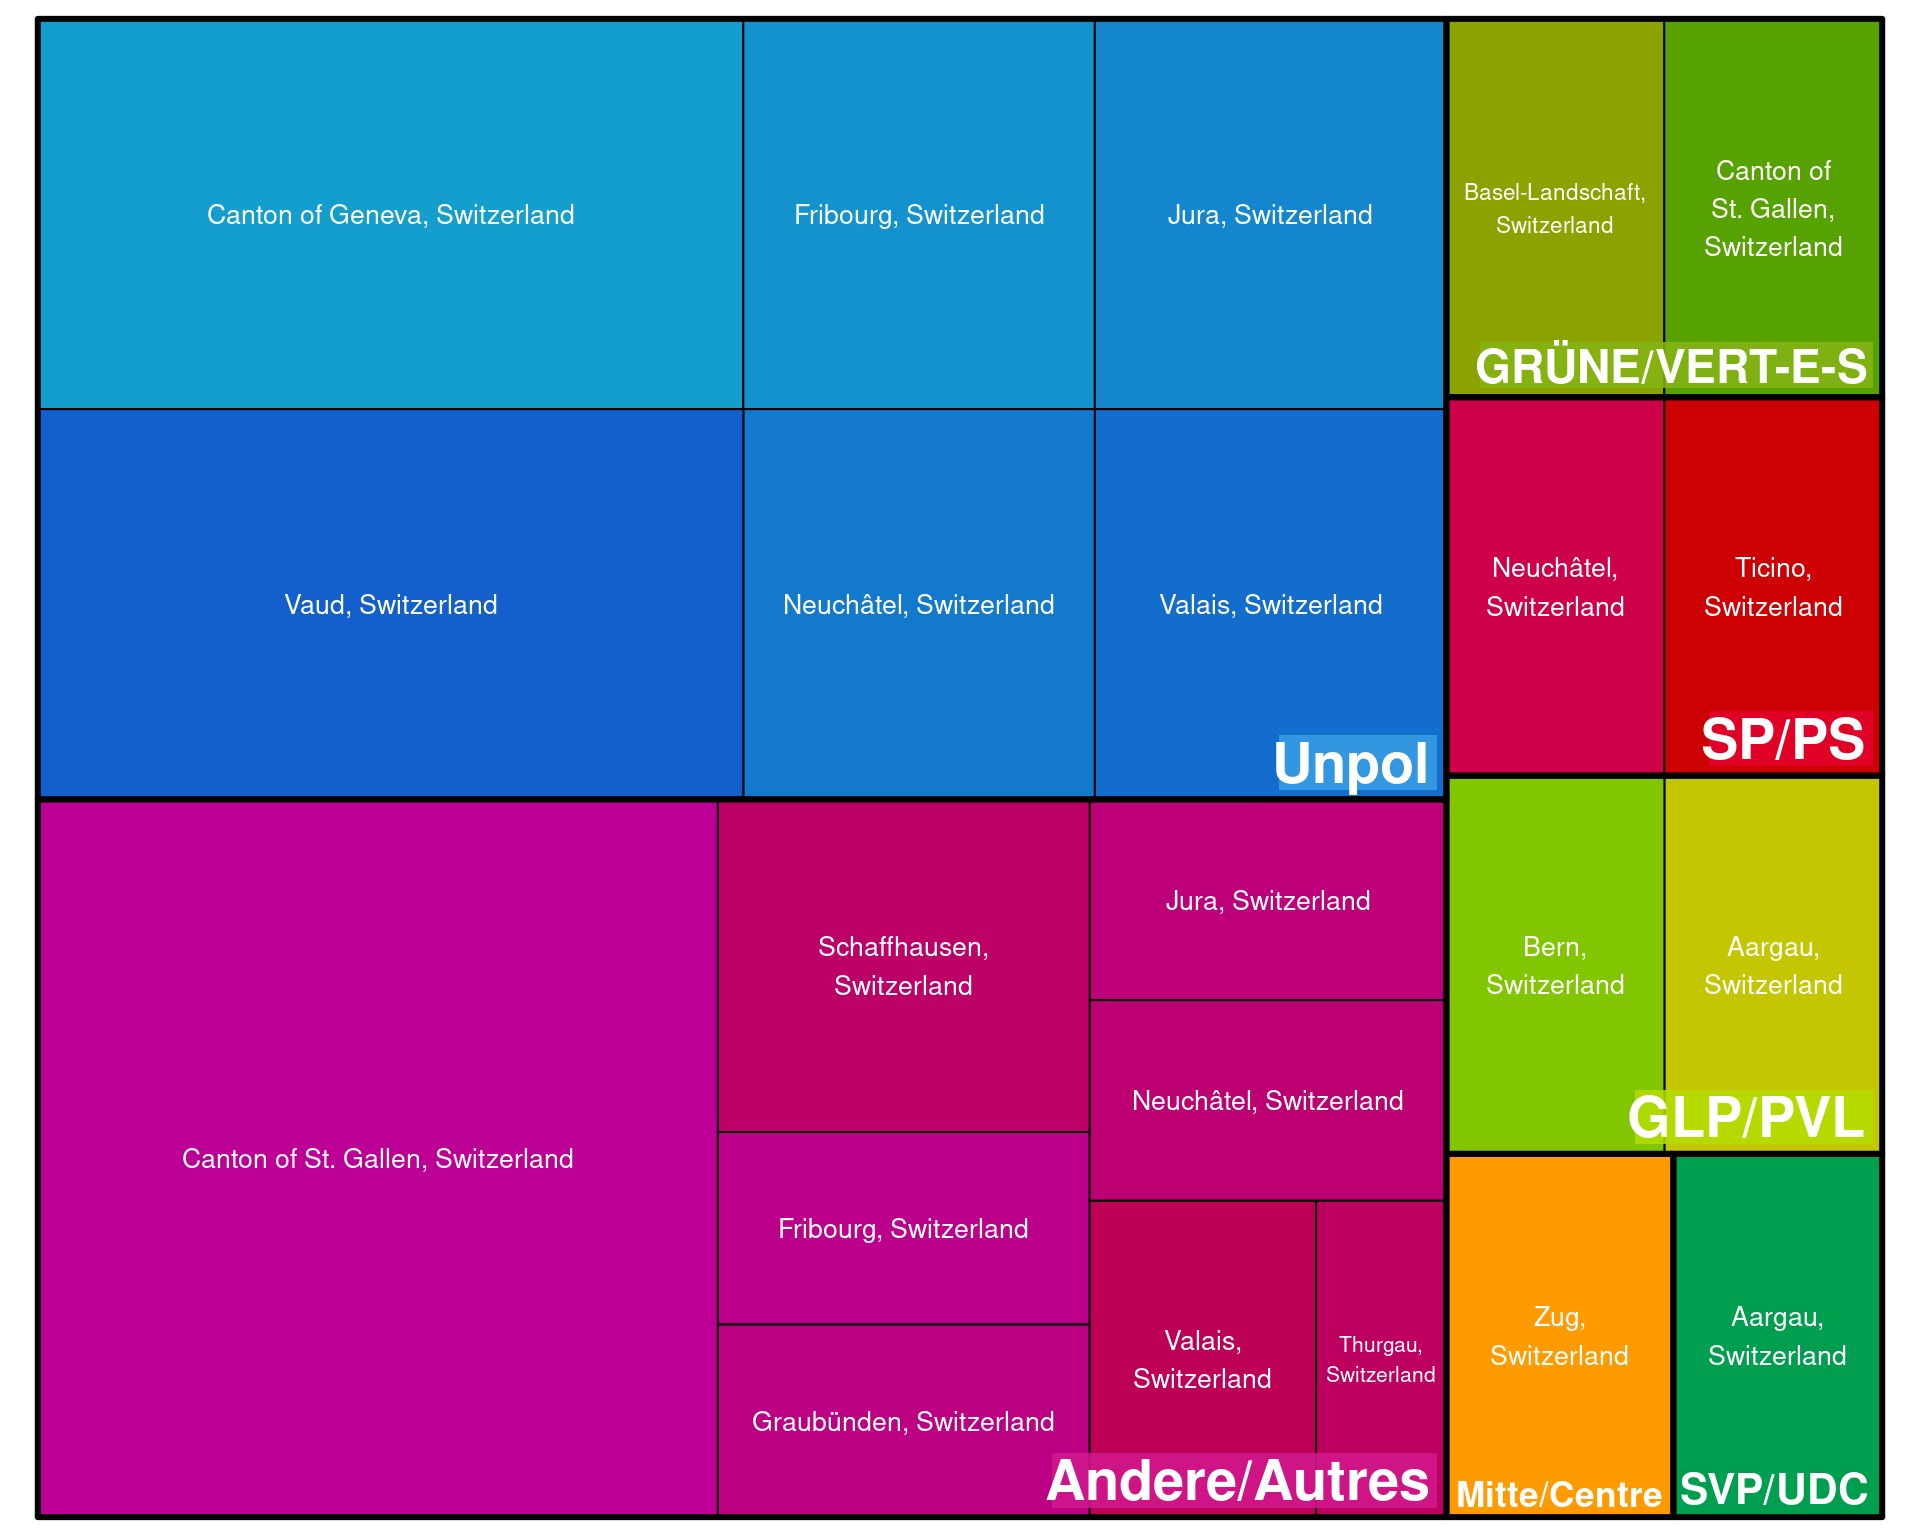 Canton of Geneva, Switzerland
Fribourg, Switzerland
Jura, Switzerland
Vaud, Switzerland
Neuchâtel, Switzerland
Valais, Switzerland
Unpol
Canton of St. Gallen, Switzerland
Schaffhausen,
Switzerland
Fribourg, Switzerland
Graubünden, Switzerland
Jura, Switzerland
Neuchâtel, Switzerland
Valais,
Switzerland
Thurgau,
Switzerland
Andere/Autres
Basel-Landschaft,
Switzerland
Canton of
St. Gallen,
Switzerland
GRÜNE/VERT-E-S
Neuchâtel,
Switzerland
Ticino,
Switzerland
SP/PS
Bern,
Switzerland
Aargau,
Switzerland
GLP/PVL
Zug,
Switzerland
Mitte/Centre
Aargau,
Switzerland
SVP/UDC